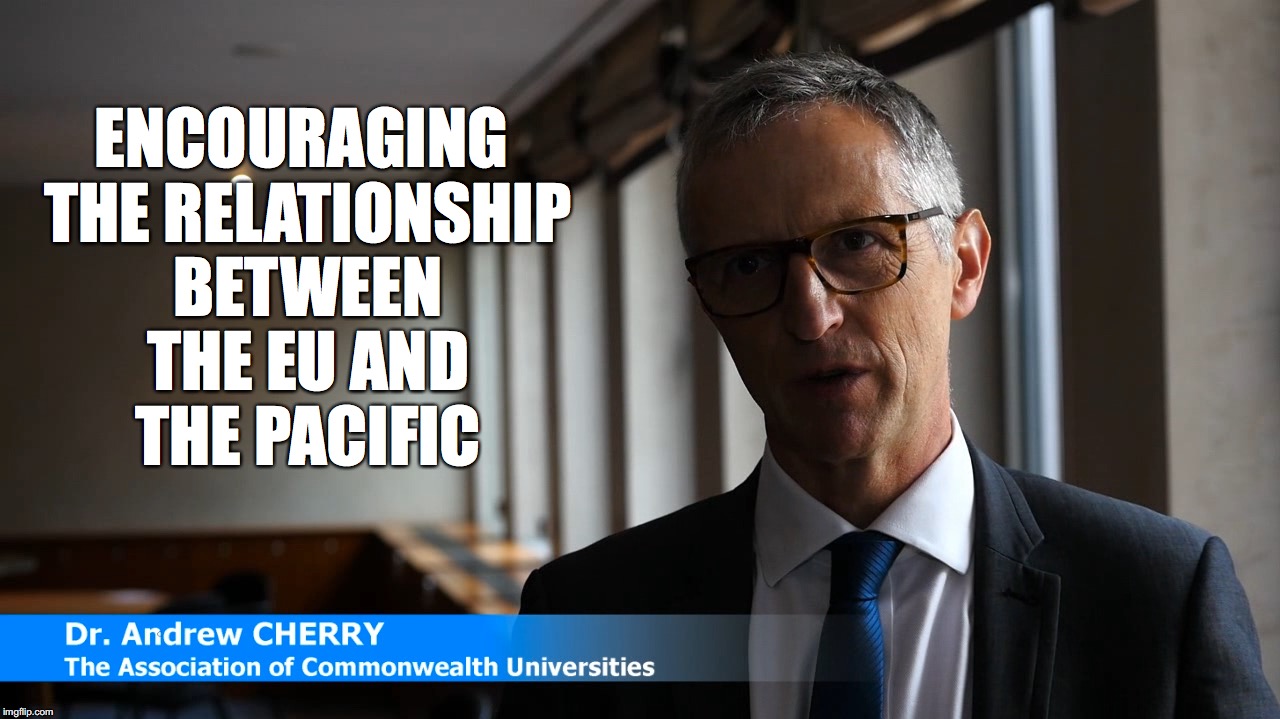 ENCOURAGING
THE RELATIONSHIP
BETWEEN
THE EU AND
THE PACIFIC
Dr. Andrew CHERRY
The Association of Commonwealth Universities
imgflip.com